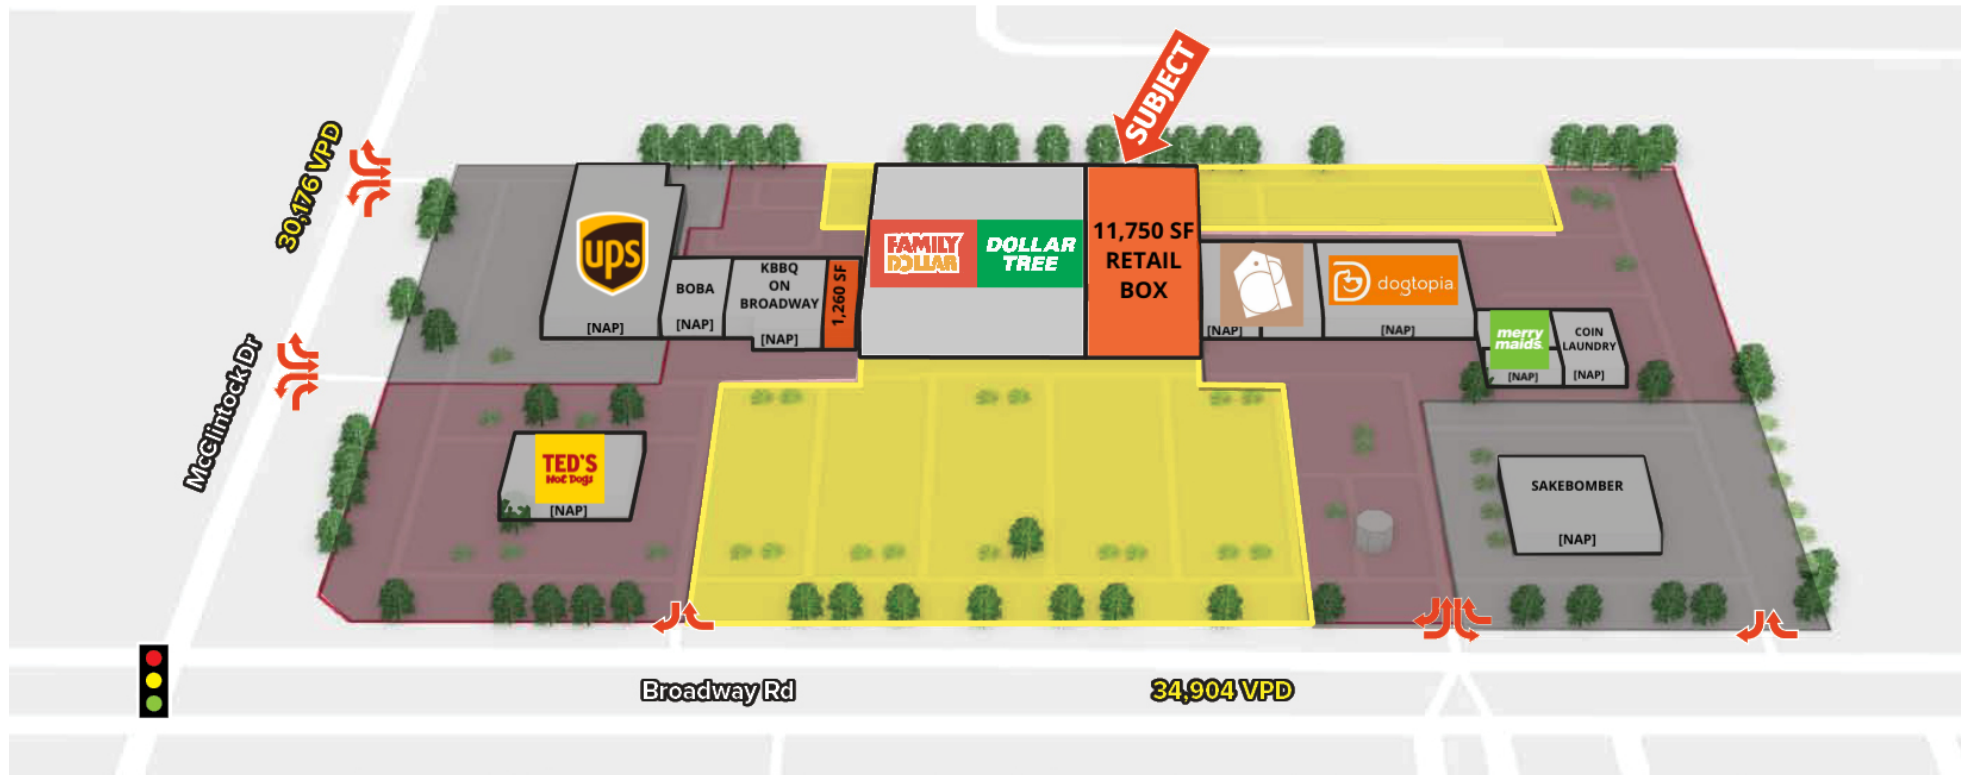 SUBJECT
30,176 VPD
McClintock Dr
ups
[NAP]
BOBA
[NAP]
KBBQ
ON
BROADWAY
[NAP]
1,260 SF
FAMILY
DOLLAR
DOLLAR
TREE
11,750 SF
RETAIL
BOX
[NAP]
dogtopia
[NAP]
merry
maids
[NAP]
COIN
LAUNDRY
[NAP]
TED'S
Hot Dogs
[NAP]
SAKEBOMBER
[NAP]
Broadway Rd
34,904 VPD